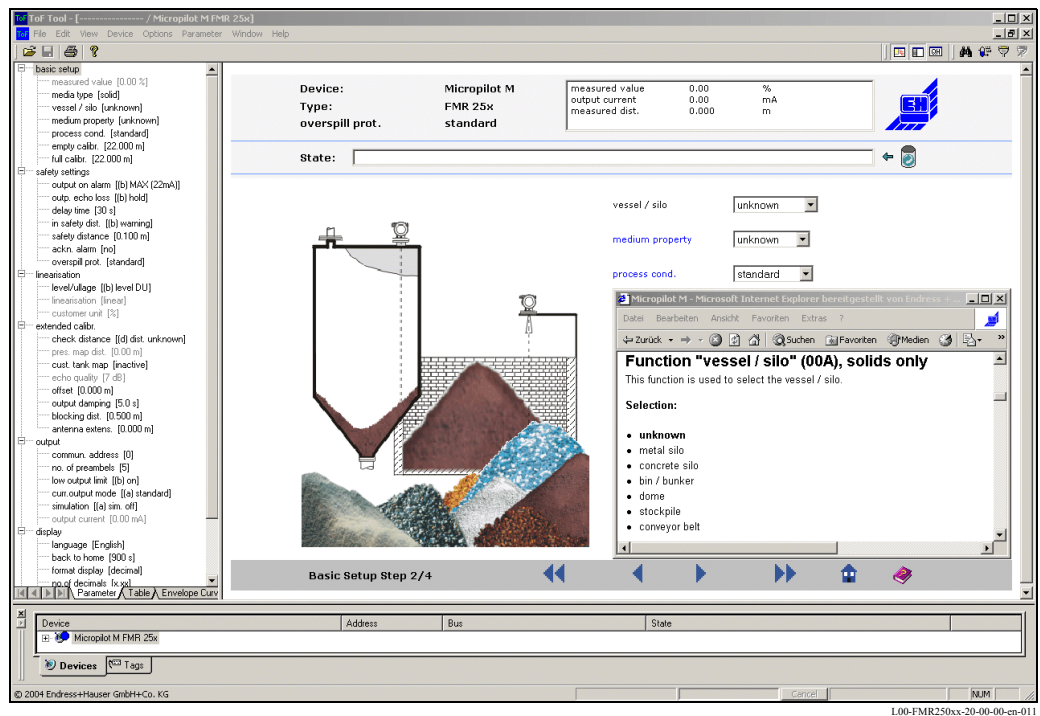 ToF Tool - [---------------- / Micropilot M FMR 25x]
File Edit View Device Options Parameter Window Help
basic setup
measured value [0.00 %]
media type [solid]
vessel / silo [unknown]
medium property [unknown]
process cond. [standard]
empty calibr. [22.000 m]
full calibr. [22.000 m]
safety settings
output on alarm [(b) MAX (22mA)]
outp. echo loss [(b) hold]
delay time [30 s]
in safety dist. [(b) warning]
safety distance [0.100 m]
ackn. alarm [no]
overspill prot. [standard]
linearisation
level/ullage [(b) level DU]
linearisation [linear]
customer unit [%]
extended calibr.
check distance [(d) dist. unknown]
pres. map dist. [0.00 m]
cust. tank map [inactive]
echo quality [7 dB]
offset [0.000 m]
output damping [5.0 s]
blocking dist. [0.500 m]
antenna extens. [0.000 m]
output
commun. address [0]
no. of preambels [5]
low output limit [(b) on]
curr.output mode [(a) standard]
simulation [(a) sim. off]
output current [0.00 mA]
display
language [English]
back to home [900 s]
format display [decimal]
no.of decimals [x.xx]
Parameter Table Envelope Curv
Device: Micropilot M
Type: FMR 25x
overspill prot. standard
measured value 0.00 %
output current 0.00 mA
measured dist. 0.000 m
EH
State:
vessel / silo unknown
medium property unknown
process cond. standard
Micropilot M - Microsoft Internet Explorer bereitgestellt von Endress + ...
Datei Bearbeiten Ansicht Favoriten Extras ?
Zurück Suchen Favoriten Medien »
Function "vessel / silo" (00A), solids only
This function is used to select the vessel / silo.
Selection:
• unknown
• metal silo
• concrete silo
• bin / bunker
• dome
• stockpile
• conveyor belt
Basic Setup Step 2/4
Device Address Bus State
Micropilot M FMR 25x
Devices Tags
© 2004 Endress+Hauser GmbH+Co. KG Cancel NUM
L00-FMR250xx-20-00-00-en-011